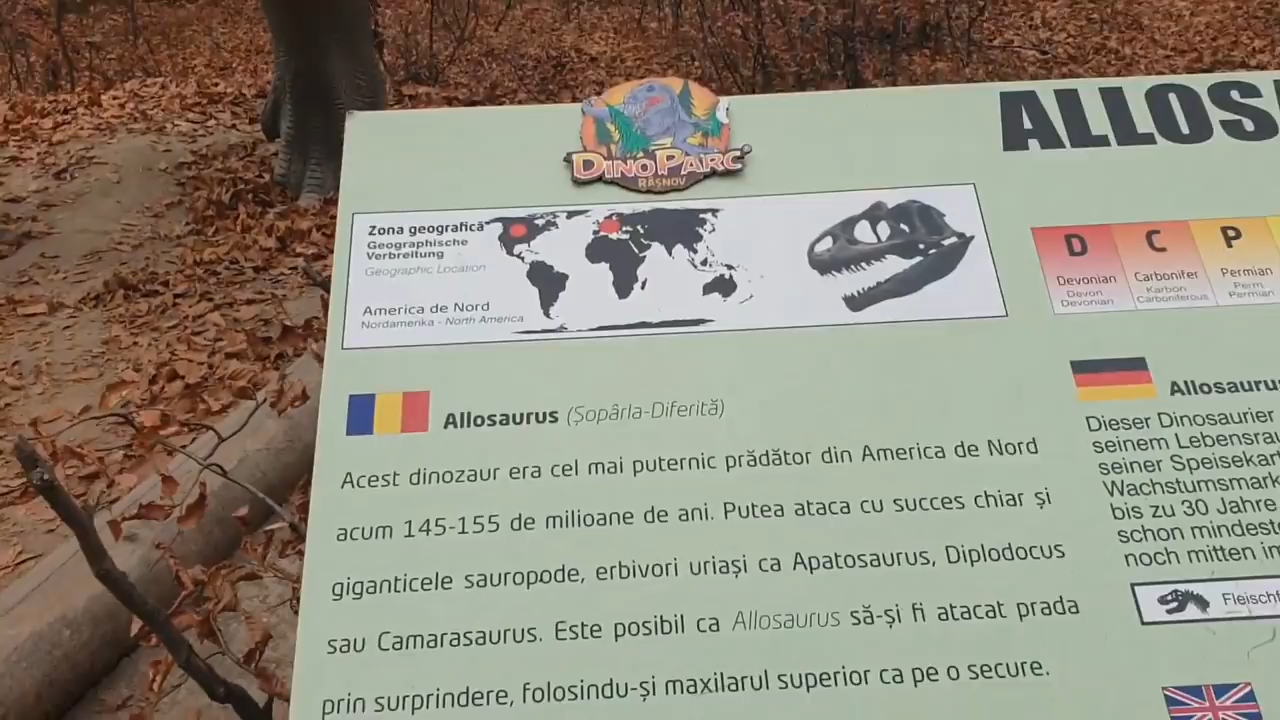 DINOPARC
RÂȘNOV
ALLOS
Zona geografică
Geographische
Verbreitung
Geographic Location
America de Nord
Nordamerika - North America
D
Devonian
Devon
Devonian
C
Carbonifer
Karbon
Carboniferous
P
Permian
Perm
Permian
Allosaurus (Șopârla-Diferită)
Acest dinozaur era cel mai puternic prădător din America de Nord
acum 145-155 de milioane de ani. Putea ataca cu succes chiar și
giganticele sauropode, erbivori uriași ca Apatosaurus, Diplodocus
sau Camarasaurus. Este posibil ca Allosaurus să-și fi atacat prada
prin surprindere, folosindu-și maxilarul superior ca pe o secure.
Allosauru
Dieser Dinosaurier
seinem Lebensrau
seiner Speisekart
Wachstumsmark
bis zu 30 Jahre
schon mindest
noch mitten im
Fleischf